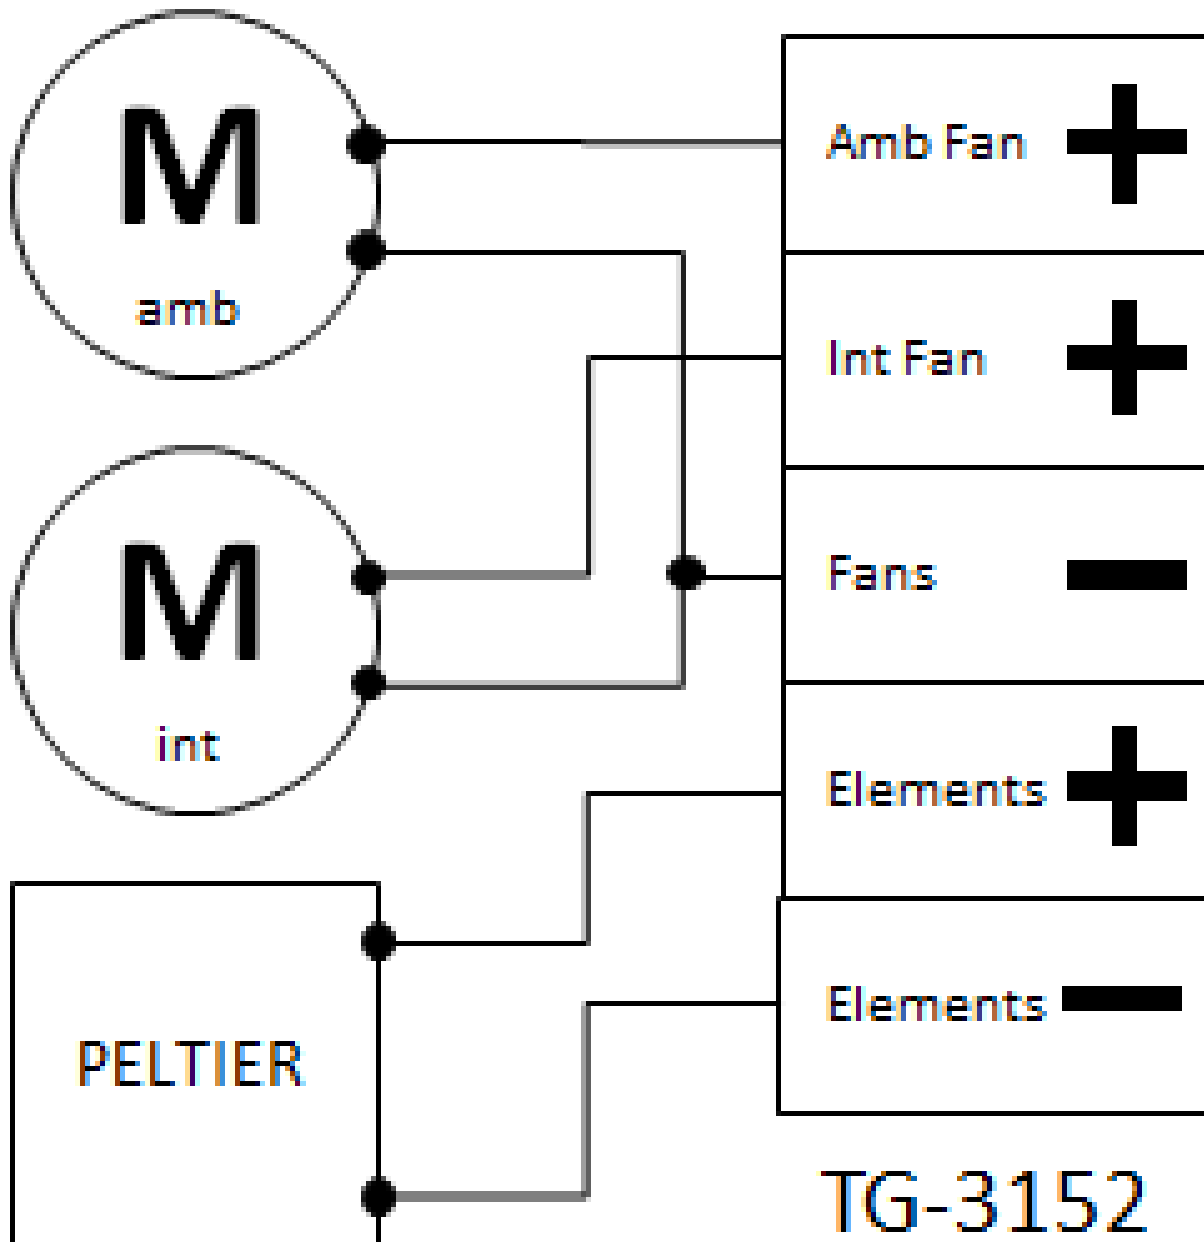 M
amb
M
int
PELTIER
Amb Fan +
Int Fan +
Fans −
Elements +
Elements −
TG-3152